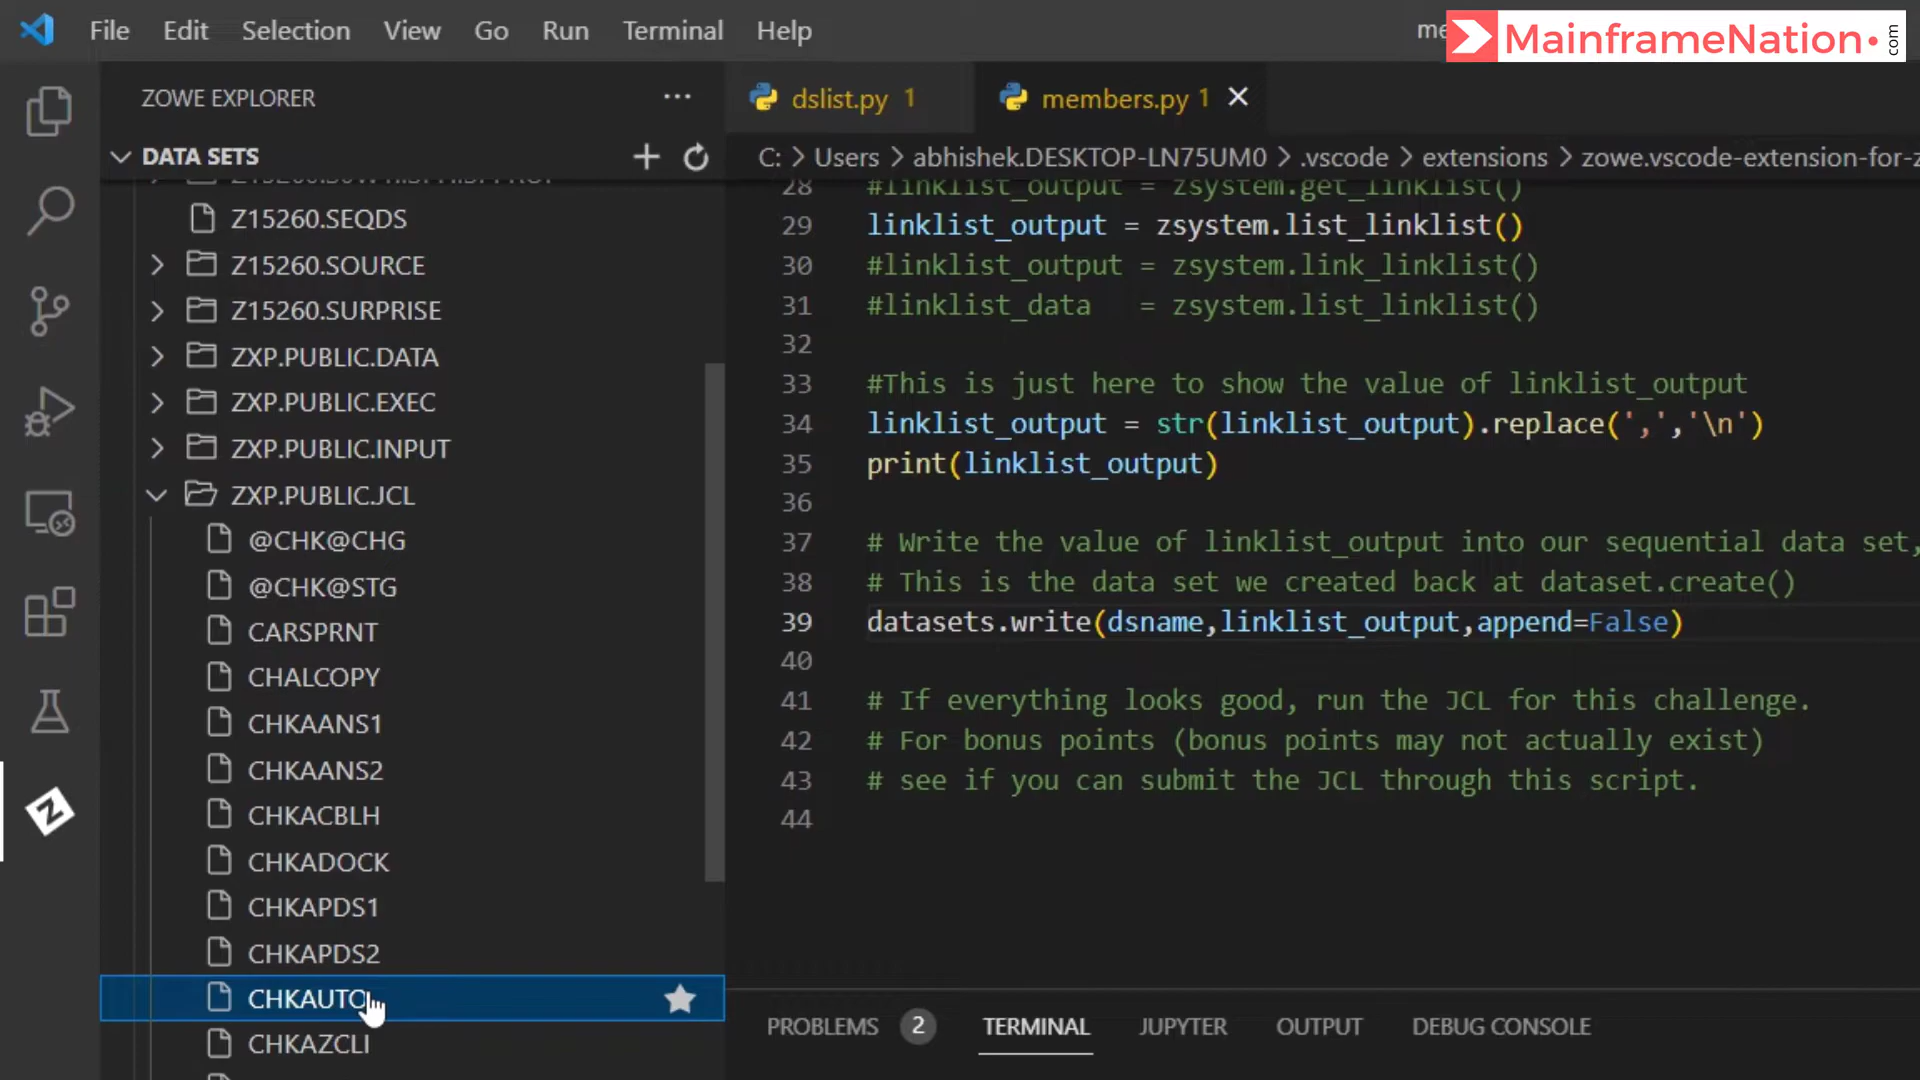 File Edit Selection View Go Run Terminal Help
MainframeNation.com
ZOWE EXPLORER
dslist.py 1
members.py 1
DATA SETS
C: > Users > abhishek.DESKTOP-LN75UM0 > .vscode > extensions > zowe.vscode-extension-for-z
Z15260.SEQDS
Z15260.SOURCE
Z15260.SURPRISE
ZXP.PUBLIC.DATA
ZXP.PUBLIC.EXEC
ZXP.PUBLIC.INPUT
ZXP.PUBLIC.JCL
@CHK@CHG
@CHK@STG
CARSPRNT
CHALCOPY
CHKAANS1
CHKAANS2
CHKACBLH
CHKADOCK
CHKAPDS1
CHKAPDS2
CHKAUTO
CHKAZCLI
28 #linklist_output = zsystem.get_linklist()
29 linklist_output = zsystem.list_linklist()
30 #linklist_output = zsystem.link_linklist()
31 #linklist_data = zsystem.list_linklist()
32
33 #This is just here to show the value of linklist_output
34 linklist_output = str(linklist_output).replace(',','\n')
35 print(linklist_output)
36
37 # Write the value of linklist_output into our sequential data set,
38 # This is the data set we created back at dataset.create()
39 datasets.write(dsname,linklist_output,append=False)
40
41 # If everything looks good, run the JCL for this challenge.
42 # For bonus points (bonus points may not actually exist)
43 # see if you can submit the JCL through this script.
44
PROBLEMS 2 TERMINAL JUPYTER OUTPUT DEBUG CONSOLE